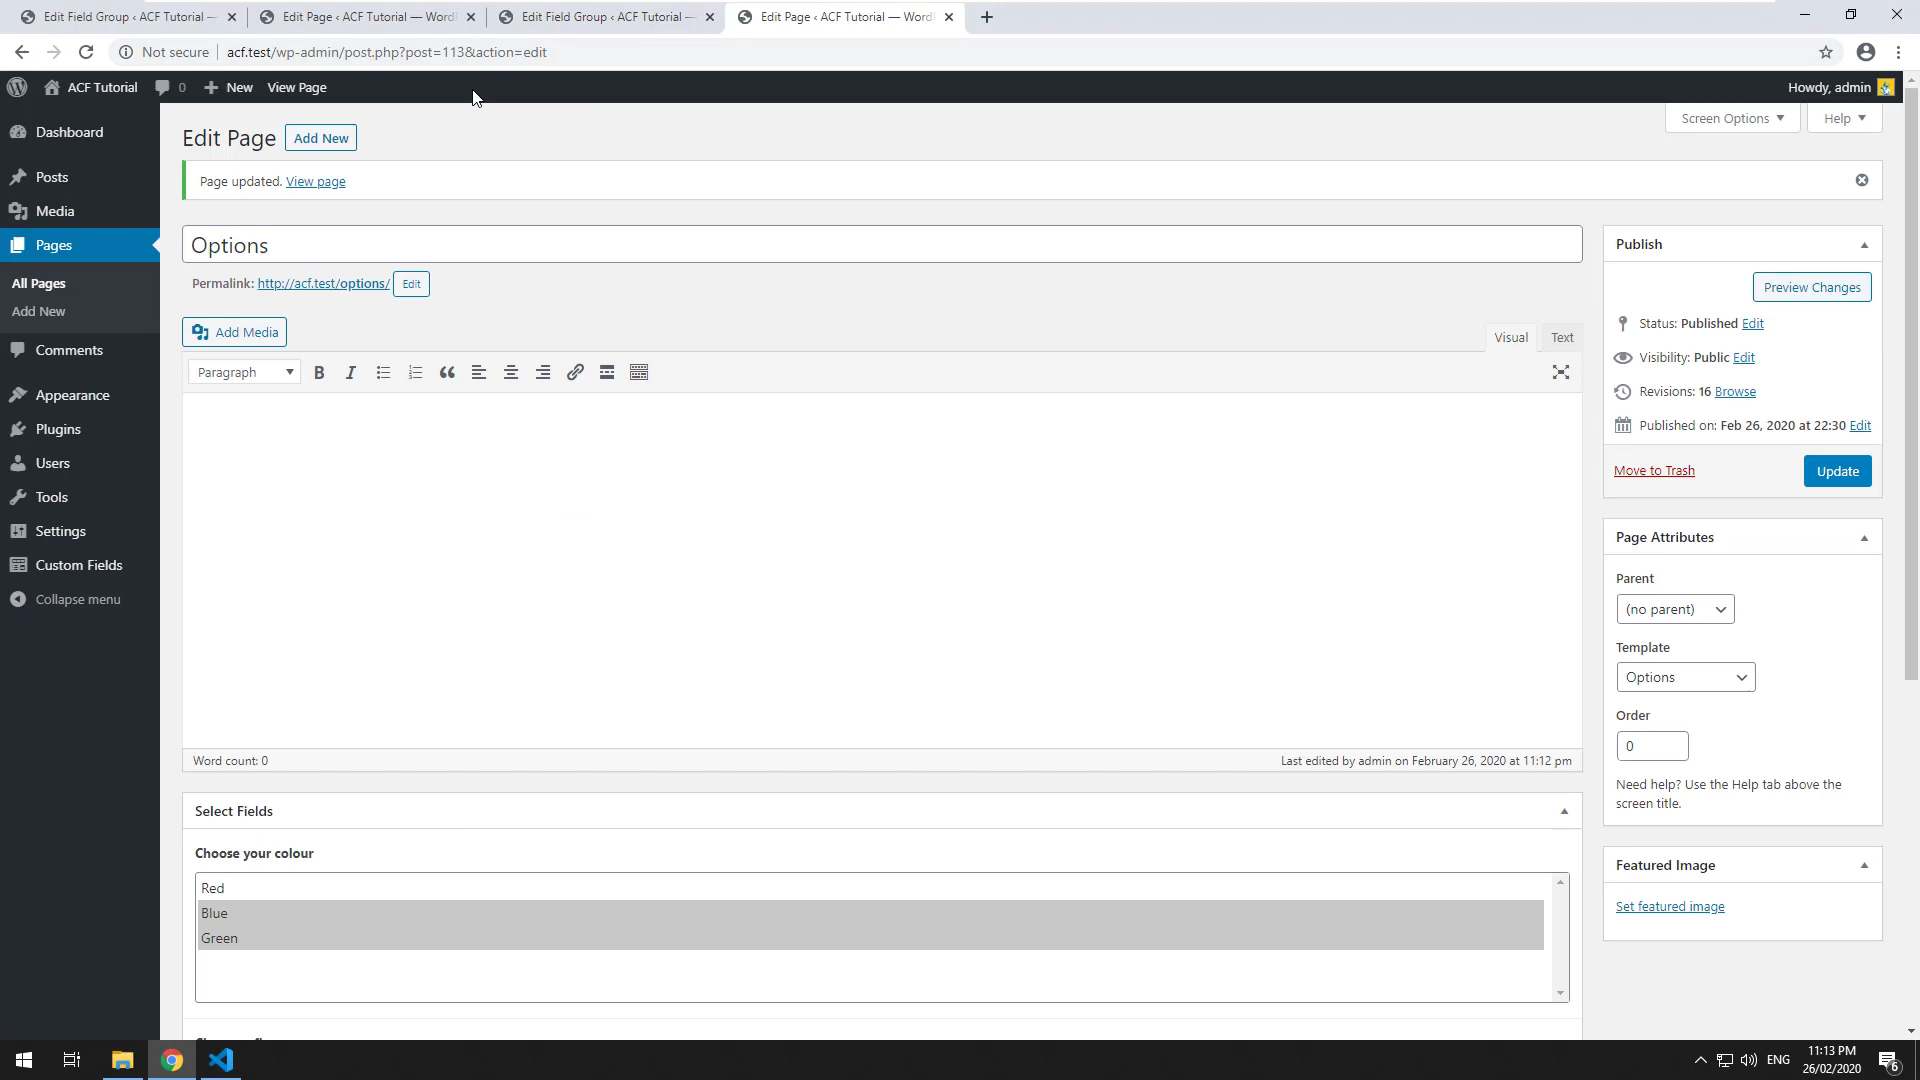 Edit Field Group ‹ ACF Tutorial —
Edit Page ‹ ACF Tutorial — Word
Edit Field Group ‹ ACF Tutorial —
Edit Page ‹ ACF Tutorial — Word
Not secure
acf.test/wp-admin/post.php?post=113&action=edit
ACF Tutorial
0
New
View Page
Howdy, admin
Dashboard
Posts
Media
Pages
All Pages
Add New
Comments
Appearance
Plugins
Users
Tools
Settings
Custom Fields
Collapse menu
Screen Options
Help
Edit Page
Add New
Page updated. View page
Options
Permalink: http://acf.test/options/ Edit
Add Media
Visual
Text
Paragraph
Word count: 0
Last edited by admin on February 26, 2020 at 11:12 pm
Select Fields
Choose your colour
Red
Blue
Green
Publish
Preview Changes
Status: Published Edit
Visibility: Public Edit
Revisions: 16 Browse
Published on: Feb 26, 2020 at 22:30 Edit
Move to Trash
Update
Page Attributes
Parent
(no parent)
Template
Options
Order
0
Need help? Use the Help tab above the
screen title.
Featured Image
Set featured image
ENG
11:13 PM
26/02/2020
6